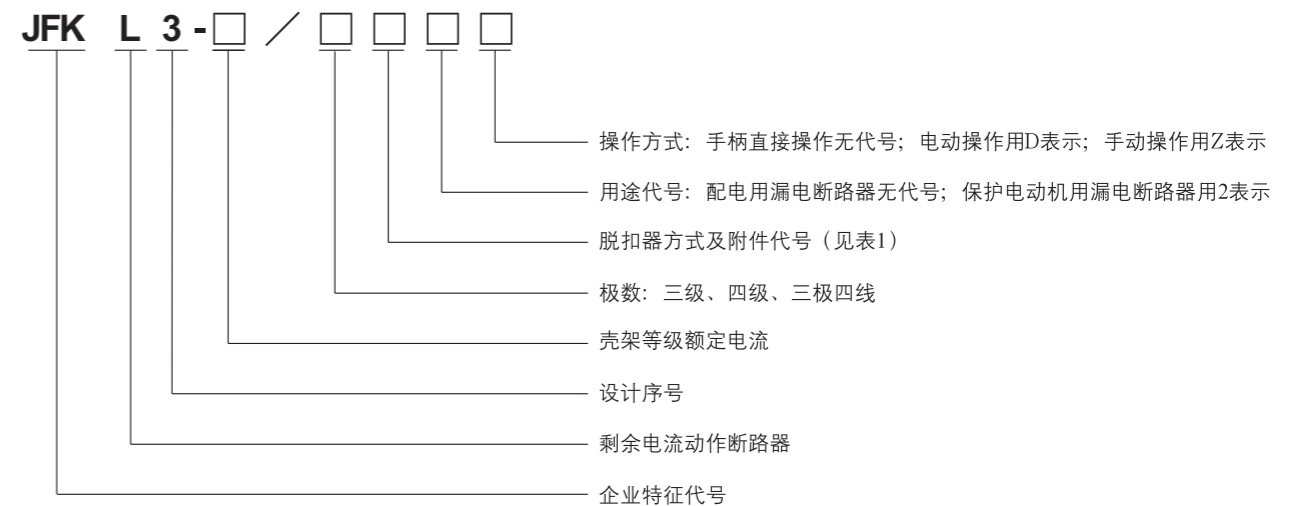 JFK L 3 - □ / □ □ □ □
操作方式：手柄直接操作无代号；电动操作用D表示；手动操作用Z表示
用途代号：配电用漏电断路器无代号；保护电动机用漏电断路器用2表示
脱扣器方式及附件代号（见表1）
极数：三级、四级、三极四线
壳架等级额定电流
设计序号
剩余电流动作断路器
企业特征代号